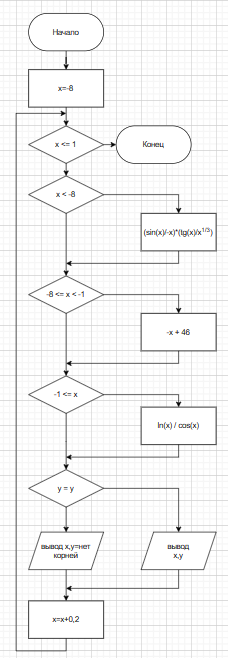 Начало
x=-8
x <= 1
Конец
x < -8
(sin(x)/-x)*(tg(x)/x^1/3)
-8 <= x < -1
-x + 46
-1 <= x
ln(x) / cos(x)
y = y
вывод x,y=нет
корней
вывод
x,y
x=x+0,2